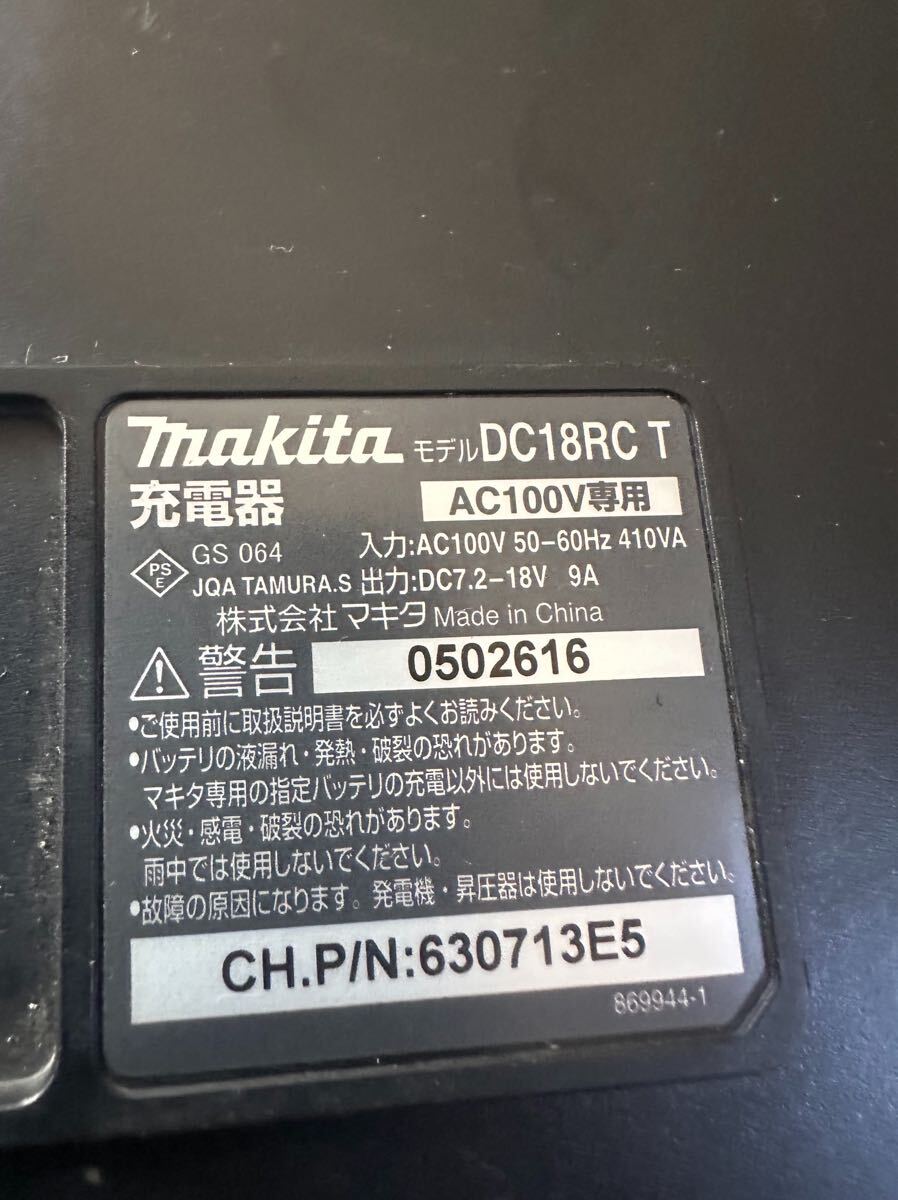 makita モデル DC18RC T
充電器 AC100V専用
PS E GS 064 入力:AC100V 50-60Hz 410VA
JQA TAMURA.S 出力:DC7.2-18V 9A
株式会社マキタ Made in China
警告 0502616
•ご使用前に取扱説明書を必ずよくお読みください。
•バッテリの液漏れ・発熱・破裂の恐れがあります。
マキタ専用の指定バッテリの充電以外には使用しないでください。
•火災・感電・破裂の恐れがあります。
雨中では使用しないでください。
•故障の原因になります。発電機・昇圧器は使用しないでください。
CH.P/N:630713E5
869944-1